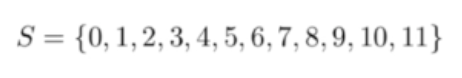 S = {0, 1, 2, 3, 4, 5, 6, 7, 8, 9, 10, 11}